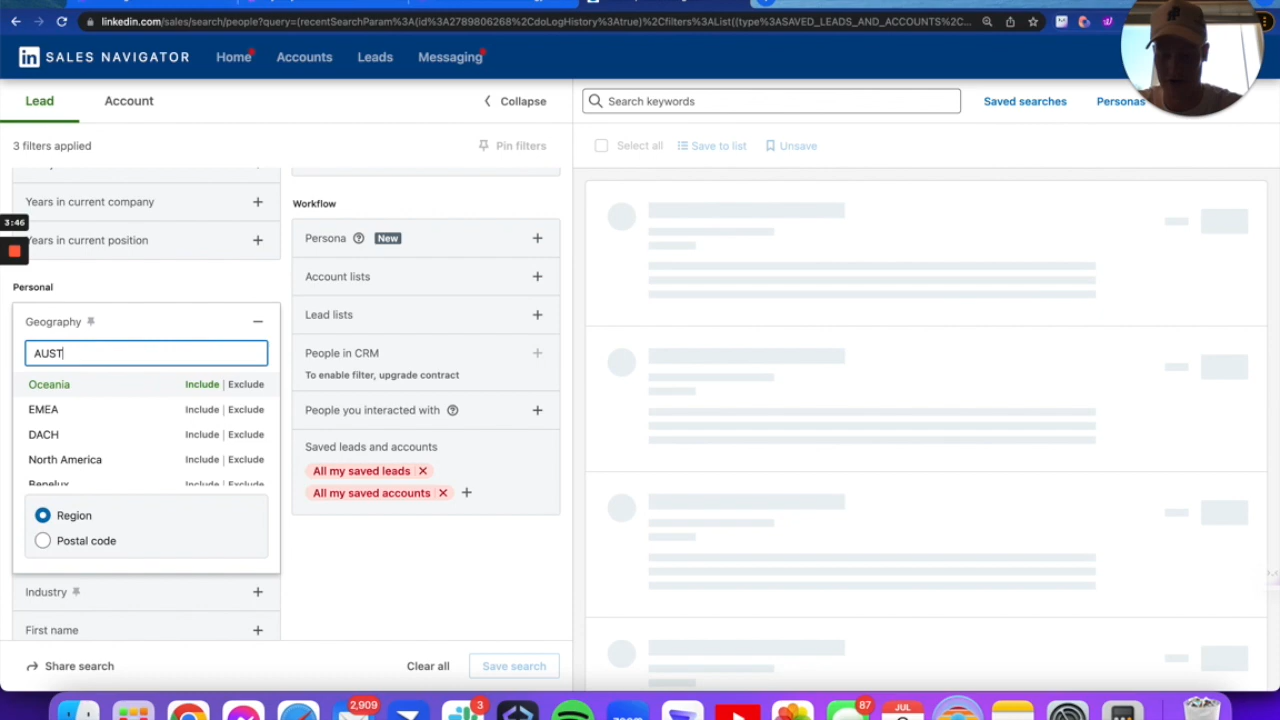 linkedin.com/sales/search/people?query=(recentSearchParam%3A(id%3A2789806268%2CdoLogHistory%3Atrue)%2Cfilters%3AList((type%3ASAVED_LEADS_AND_ACCOUNTS%2C...
in SALES NAVIGATOR
Home
Accounts
Leads
Messaging
Lead
Account
Collapse
Search keywords
Saved searches
Personas
3 filters applied
Pin filters
Select all
Save to list
Unsave
Years in current company
3:46
Years in current position
Personal
Geography
AUST
Oceania Include | Exclude
EMEA Include | Exclude
DACH Include | Exclude
North America Include | Exclude
Benelux Include | Exclude
Region
Postal code
Industry
First name
Workflow
Persona New
Account lists
Lead lists
People in CRM
To enable filter, upgrade contract
People you interacted with
Saved leads and accounts
All my saved leads
All my saved accounts
Share search
Clear all
Save search
2,909
3
zoom
87
JUL